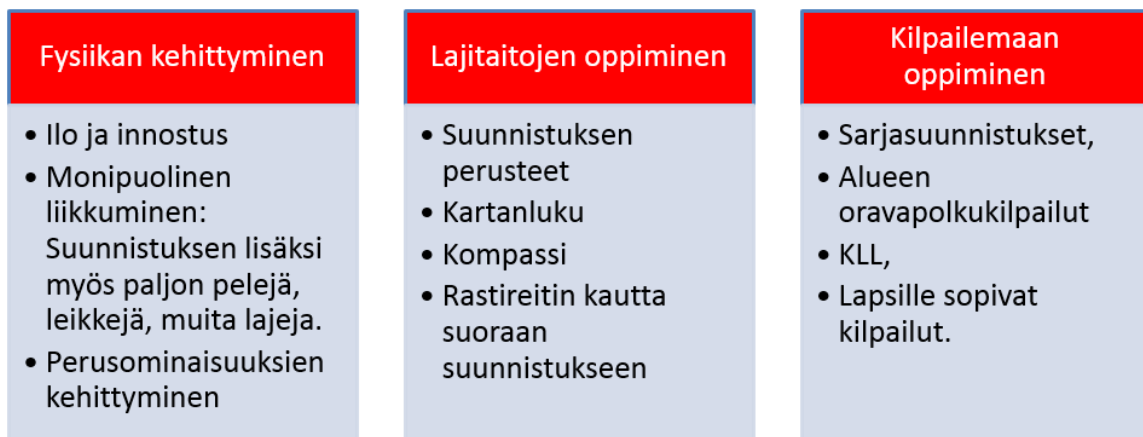 Fysiikan kehittyminen
• Ilo ja innostus
• Monipuolinen
liikkuminen:
Suunnistuksen lisäksi
myös paljon pelejä,
leikkejä, muita lajeja.
• Perusominaisuuksien
kehittyminen
Lajitaitojen oppiminen
• Suunnistuksen
perusteet
• Kartanluku
• Kompassi
• Rastireitin kautta
suoraan
suunnistukseen
Kilpailemaan
oppiminen
• Sarjasuunnistukset,
• Alueen
oravapolkukilpailut
• KLL,
• Lapsille sopivat
kilpailut.